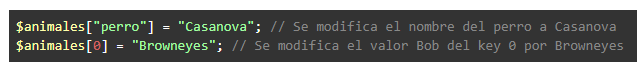 $animales["perro"] = "Casanova"; // Se modifica el nombre del perro a Casanova
$animales[0] = "Browneyes"; // Se modifica el valor Bob del key 0 por Browneyes